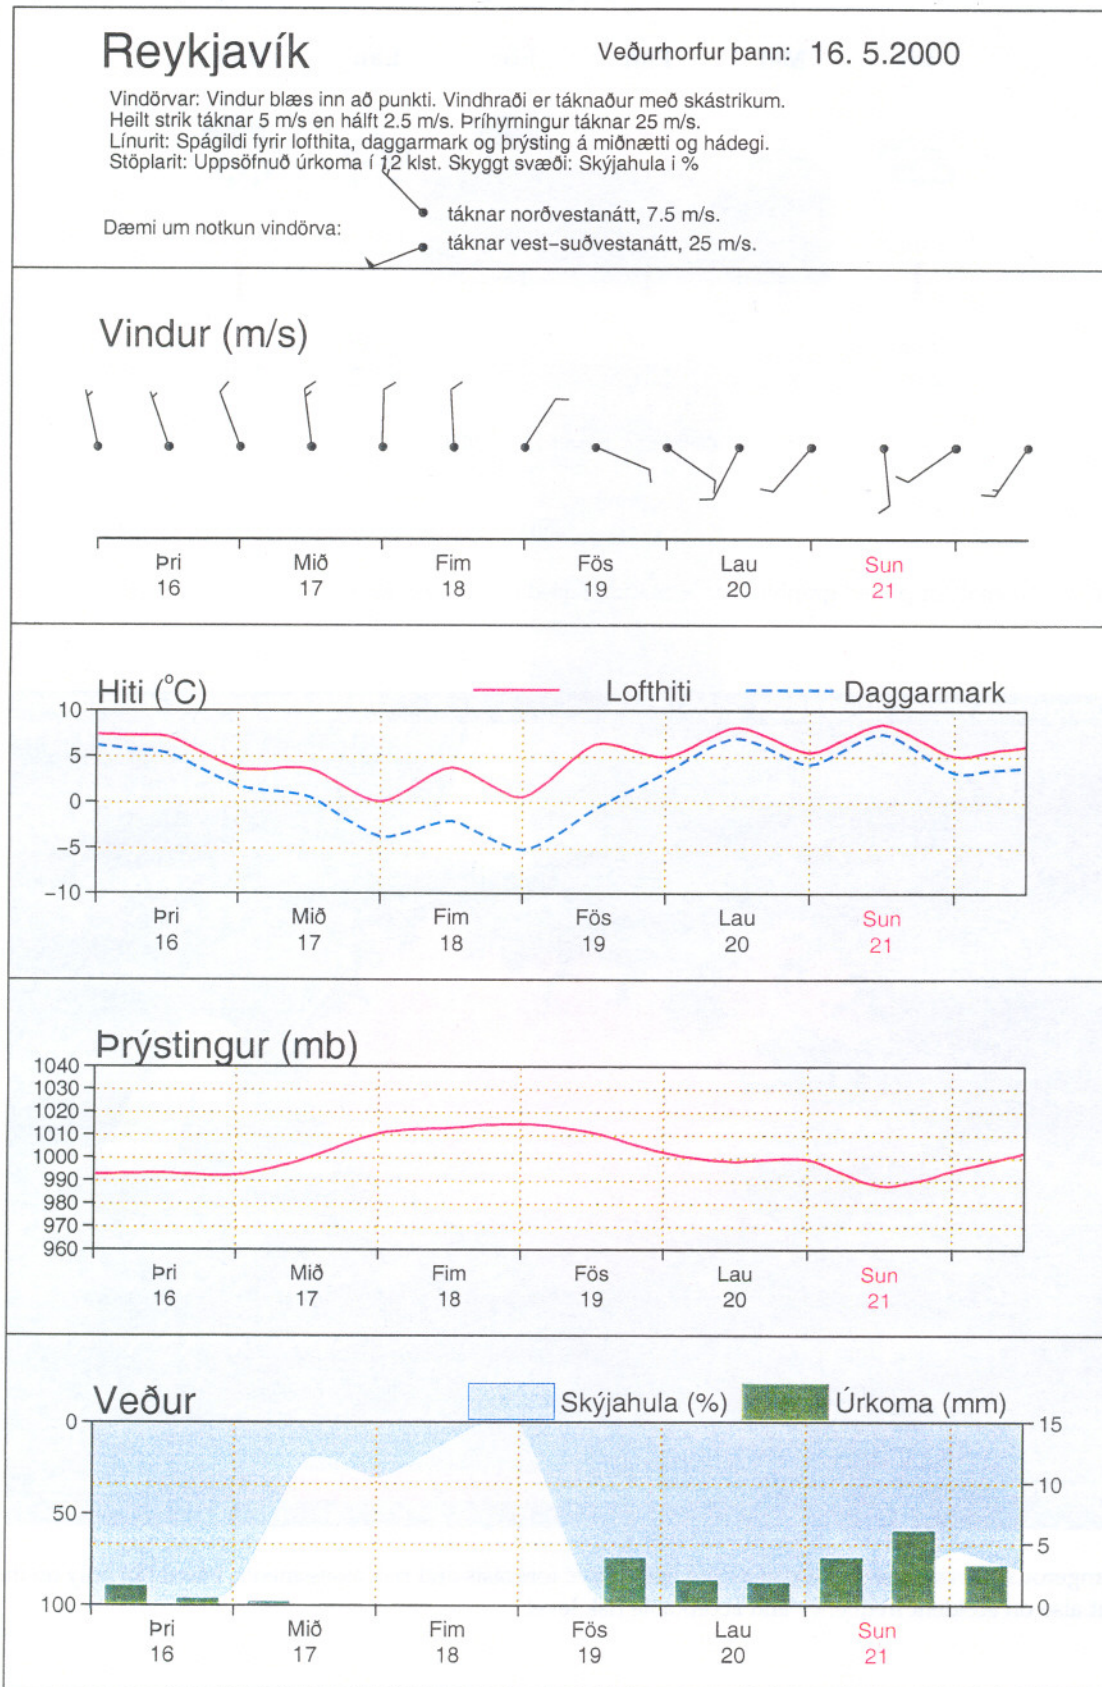 Reykjavík
Veðurhorfur þann: 16. 5.2000
Vindörvar: Vindur blæs inn að punkti. Vindhraði er táknaður með skástrikum.
Heilt strik táknar 5 m/s en hálft 2.5 m/s. Þríhyrningur táknar 25 m/s.
Línurit: Spágildi fyrir lofthita, daggarmark og þrýsting á miðnætti og hádegi.
Stöplarit: Uppsöfnuð úrkoma í 12 klst. Skyggt svæði: Skýjahula i %
Dæmi um notkun vindörva:
táknar norðvestanátt, 7.5 m/s.
táknar vest-suðvestanátt, 25 m/s.
Vindur (m/s)
Þri Mið Fim Fös Lau Sun
16 17 18 19 20 21
Hiti (°C)
Lofthiti Daggarmark
10
5
0
-5
-10
Þri Mið Fim Fös Lau Sun
16 17 18 19 20 21
Þrýstingur (mb)
1040
1030
1020
1010
1000
990
980
970
960
Þri Mið Fim Fös Lau Sun
16 17 18 19 20 21
Veður
Skýjahula (%) Úrkoma (mm)
0 15
10
50
5
100 0
Þri Mið Fim Fös Lau Sun
16 17 18 19 20 21